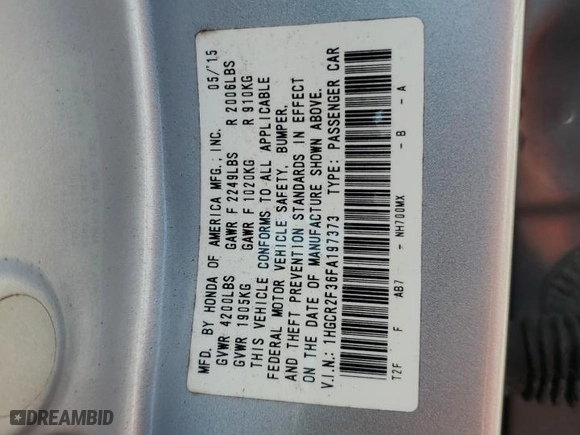 MFD. BY HONDA OF AMERICA MFG., INC. 05/'15
GVWR 4200LBS GAWR F 2249LBS R 2006LBS
GVWR 1905KG GAWR F 1020KG R 910KG
THIS VEHICLE CONFORMS TO ALL APPLICABLE
FEDERAL MOTOR VEHICLE SAFETY, BUMPER,
AND THEFT PREVENTION STANDARDS IN EFFECT
ON THE DATE OF MANUFACTURE SHOWN ABOVE.
V.I.N.: 1HGCR2F36FA197373 TYPE: PASSENGER CAR
T2F F AB7 - NH700MX - B - A
DREAMBID